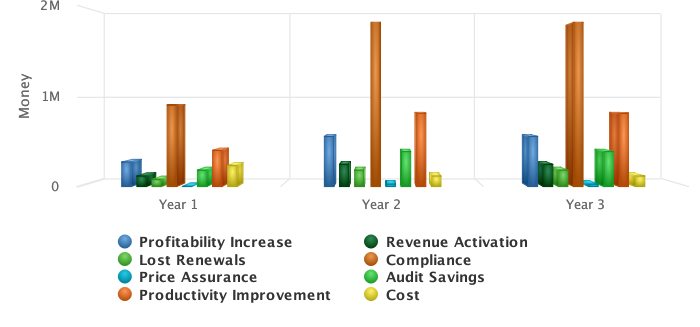 2M
Money
1M
0
Year 1
Year 2
Year 3
Profitability Increase
Revenue Activation
Lost Renewals
Compliance
Price Assurance
Audit Savings
Productivity Improvement
Cost